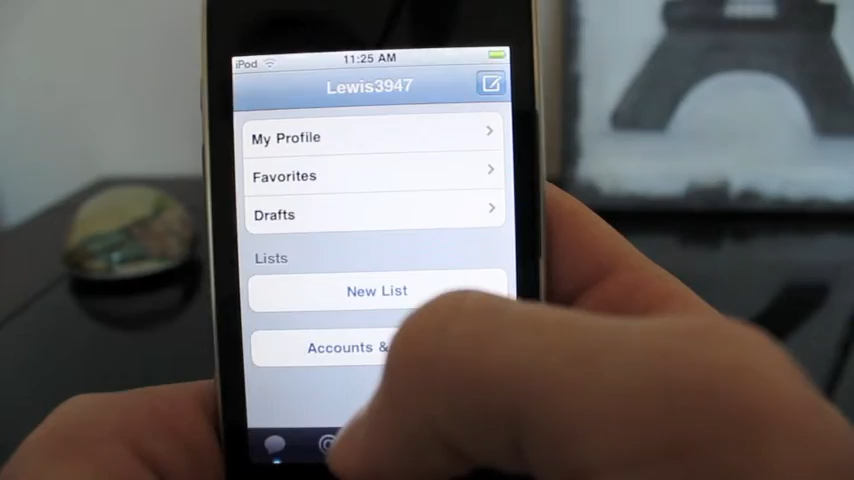 iPod 11:25 AM
Lewis3947
My Profile
Favorites
Drafts
Lists
New List
Accounts &